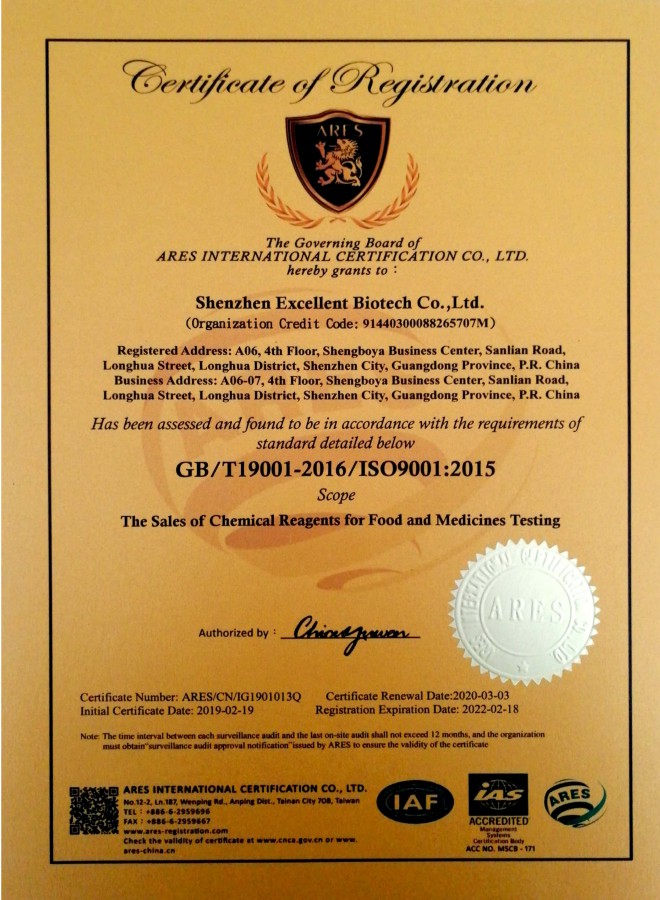 Certificate of Registration
ARES
The Governing Board of
ARES INTERNATIONAL CERTIFICATION CO., LTD.
hereby grants to :
Shenzhen Excellent Biotech Co.,Ltd.
(Organization Credit Code: 91440300088265707M)
Registered Address: A06, 4th Floor, Shengboya Business Center, Sanlian Road,
Longhua Street, Longhua District, Shenzhen City, Guangdong Province, P.R. China
Business Address: A06-07, 4th Floor, Shengboya Business Center, Sanlian Road,
Longhua Street, Longhua District, Shenzhen City, Guangdong Province, P.R. China
Has been assessed and found to be in accordance with the requirements of
standard detailed below
GB/T19001-2016/ISO9001:2015
Scope
The Sales of Chemical Reagents for Food and Medicines Testing
ARES
Authorized by :
Certificate Number: ARES/CN/IG1901013Q Certificate Renewal Date:2020-03-03
Initial Certificate Date: 2019-02-19 Registration Expiration Date: 2022-02-18
Note: The time interval between each surveillance audit and the last on-site audit shall not exceed 12 months, and the organization
must obtain"surveillance audit approval notification"issued by ARES to ensure the validity of the certificate
ARES INTERNATIONAL CERTIFICATION CO., LTD.
No.12-2, Ln.187, Wenping Rd., Anping Dist., Tainan City 708, Taiwan
TEL : +886-6-2959696
FAX : +886-6-2959667
www.ares-registration.com
Check the validity of certificate at www.cnca.gov.cn or www.
ares-china.cn
IAF
IAS
ACCREDITED
Management
Systems
Certification Body
ACC NO. MSCB - 171
ARES